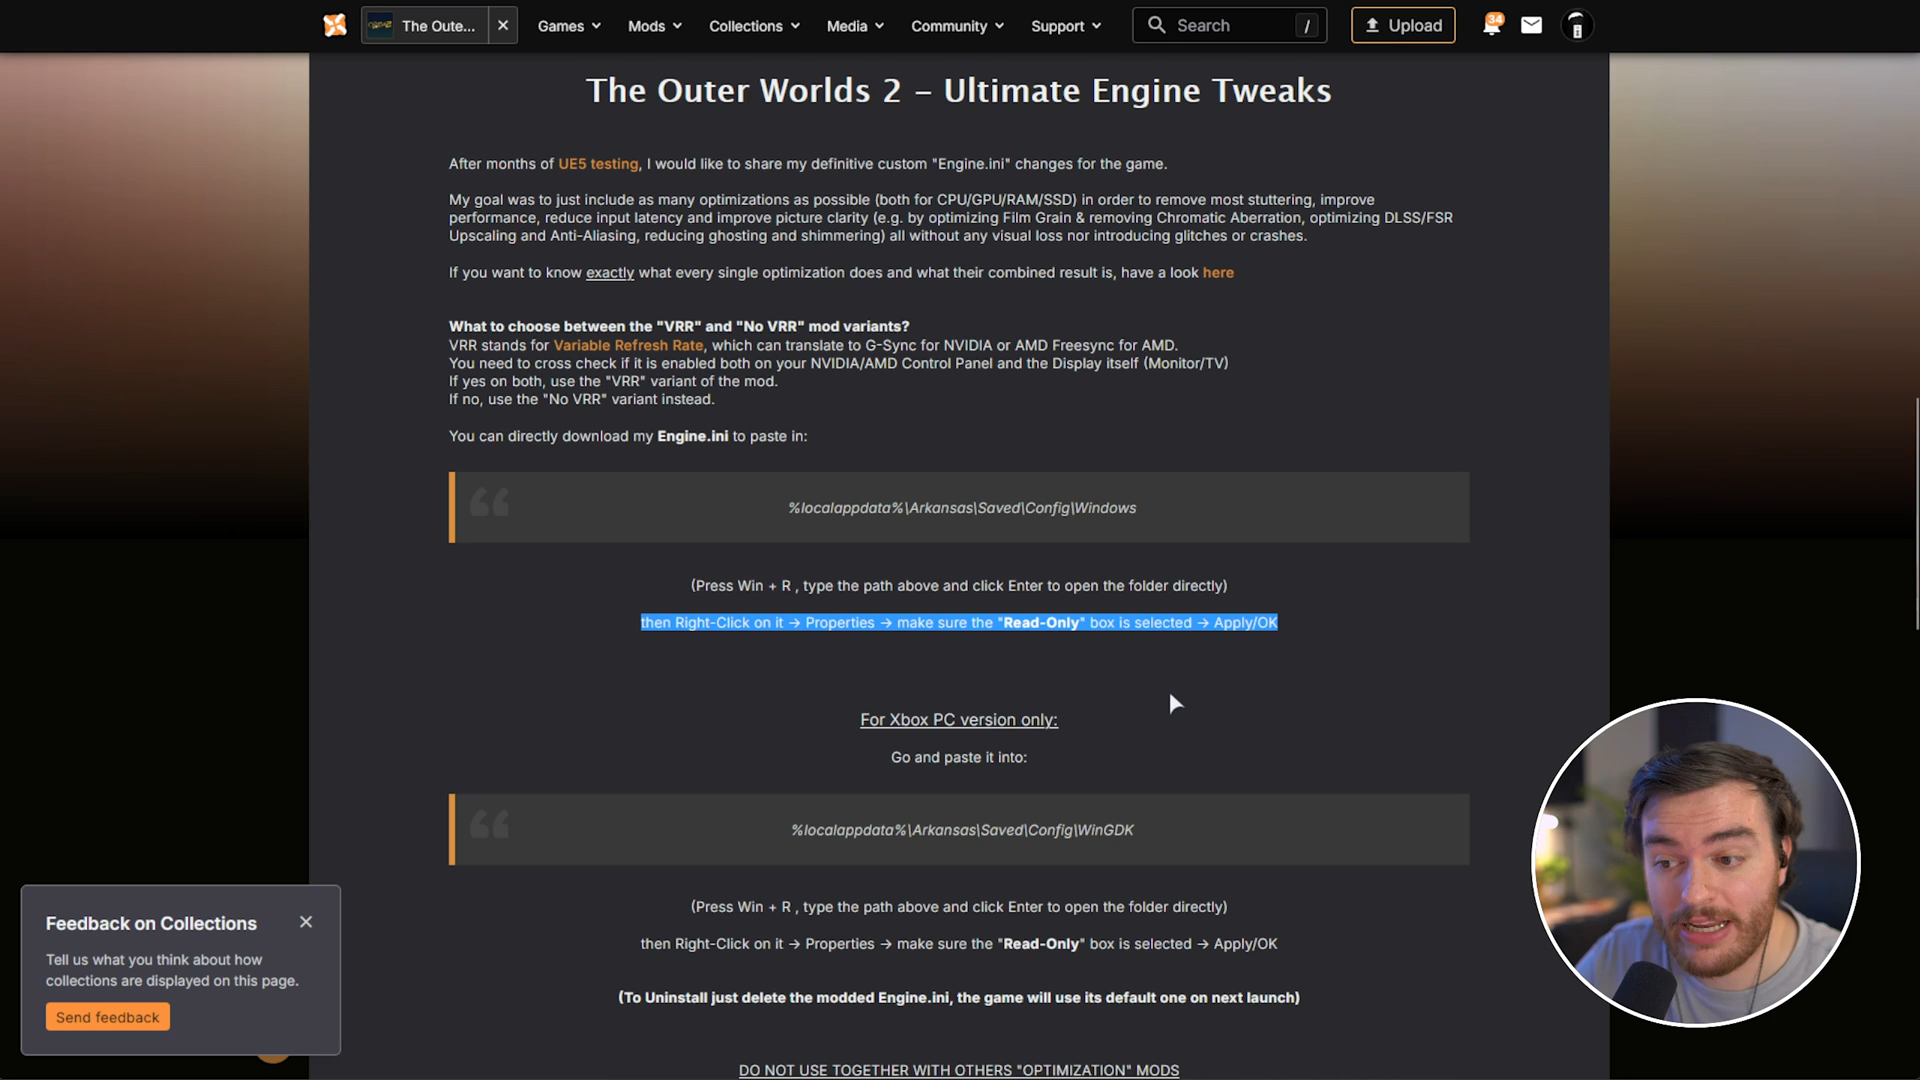 The Oute...
Games
Mods
Collections
Media
Community
Support
Search
/
Upload
34
The Outer Worlds 2 – Ultimate Engine Tweaks
After months of UE5 testing, I would like to share my definitive custom "Engine.ini" changes for the game.
My goal was to just include as many optimizations as possible (both for CPU/GPU/RAM/SSD) in order to remove most stuttering, improve
performance, reduce input latency and improve picture clarity (e.g. by optimizing Film Grain & removing Chromatic Aberration, optimizing DLSS/FSR
Upscaling and Anti-Aliasing, reducing ghosting and shimmering) all without any visual loss nor introducing glitches or crashes.
If you want to know exactly what every single optimization does and what their combined result is, have a look here
What to choose between the "VRR" and "No VRR" mod variants?
VRR stands for Variable Refresh Rate, which can translate to G-Sync for NVIDIA or AMD Freesync for AMD.
You need to cross check if it is enabled both on your NVIDIA/AMD Control Panel and the Display itself (Monitor/TV)
If yes on both, use the "VRR" variant of the mod.
If no, use the "No VRR" variant instead.
You can directly download my Engine.ini to paste in:
%localappdata%\Arkansas\Saved\Config\Windows
(Press Win + R , type the path above and click Enter to open the folder directly)
then Right-Click on it → Properties → make sure the "Read-Only" box is selected → Apply/OK
For Xbox PC version only:
Go and paste it into:
%localappdata%\Arkansas\Saved\Config\WinGDK
(Press Win + R , type the path above and click Enter to open the folder directly)
then Right-Click on it → Properties → make sure the "Read-Only" box is selected → Apply/OK
(To Uninstall just delete the modded Engine.ini, the game will use its default one on next launch)
DO NOT USE TOGETHER WITH OTHERS "OPTIMIZATION" MODS
Feedback on Collections
Tell us what you think about how
collections are displayed on this page.
Send feedback